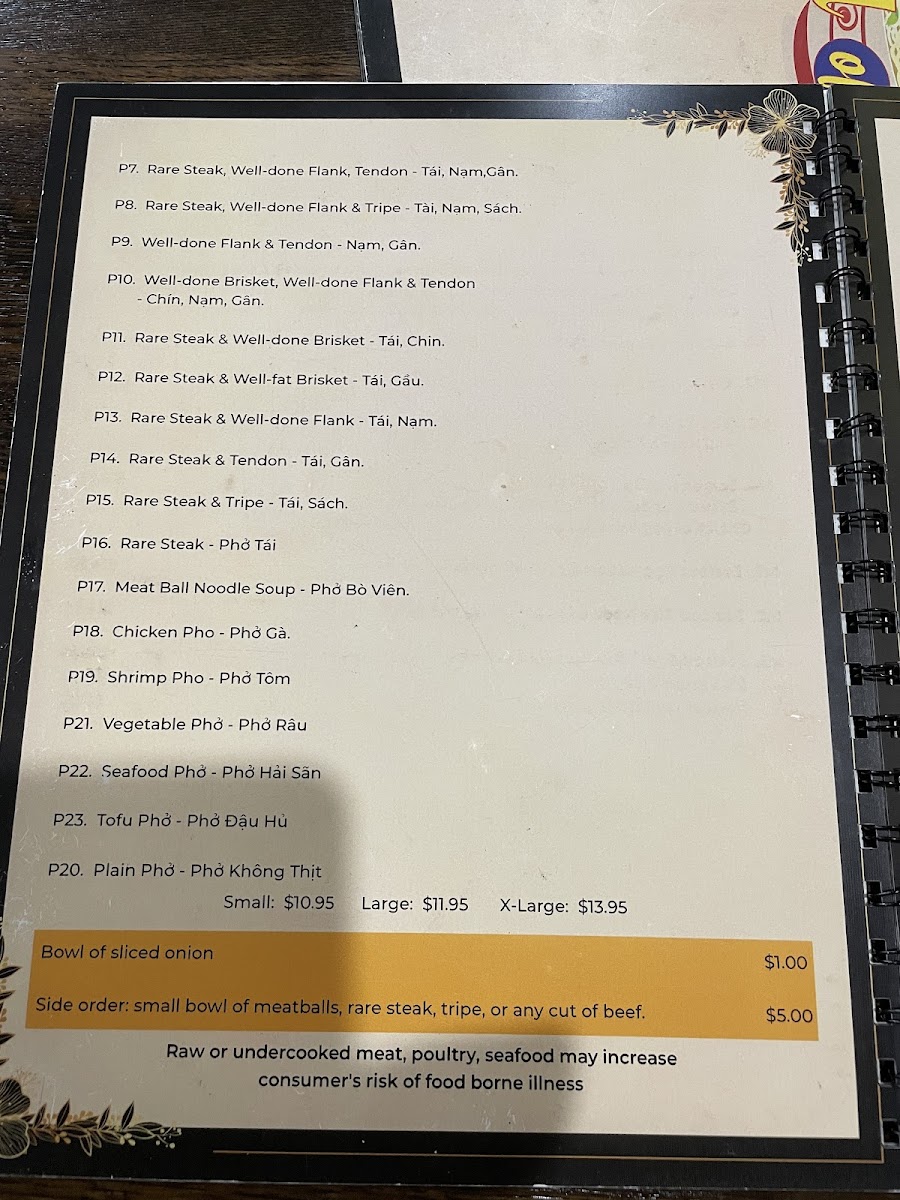 P7. Rare Steak, Well-done Flank, Tendon - Tái, Nạm,Gân.
P8. Rare Steak, Well-done Flank & Tripe - Tài, Nạm, Sách.
P9. Well-done Flank & Tendon - Nạm, Gân.
P10. Well-done Brisket, Well-done Flank & Tendon
- Chín, Nạm, Gân.
P11. Rare Steak & Well-done Brisket - Tái, Chin.
P12. Rare Steak & Well-fat Brisket - Tái, Gầu.
P13. Rare Steak & Well-done Flank - Tái, Nạm.
P14. Rare Steak & Tendon - Tái, Gân.
P15. Rare Steak & Tripe - Tái, Sách.
P16. Rare Steak - Phở Tái
P17. Meat Ball Noodle Soup - Phở Bò Viên.
P18. Chicken Pho - Phở Gà.
P19. Shrimp Pho - Phở Tôm
P21. Vegetable Phở - Phở Râu
P22. Seafood Phở - Phở Hải Sãn
P23. Tofu Phở - Phở Đậu Hủ
P20. Plain Phở - Phở Không Thịt
Small: $10.95 Large: $11.95 X-Large: $13.95
Bowl of sliced onion $1.00
Side order: small bowl of meatballs, rare steak, tripe, or any cut of beef. $5.00
Raw or undercooked meat, poultry, seafood may increase
consumer's risk of food borne illness